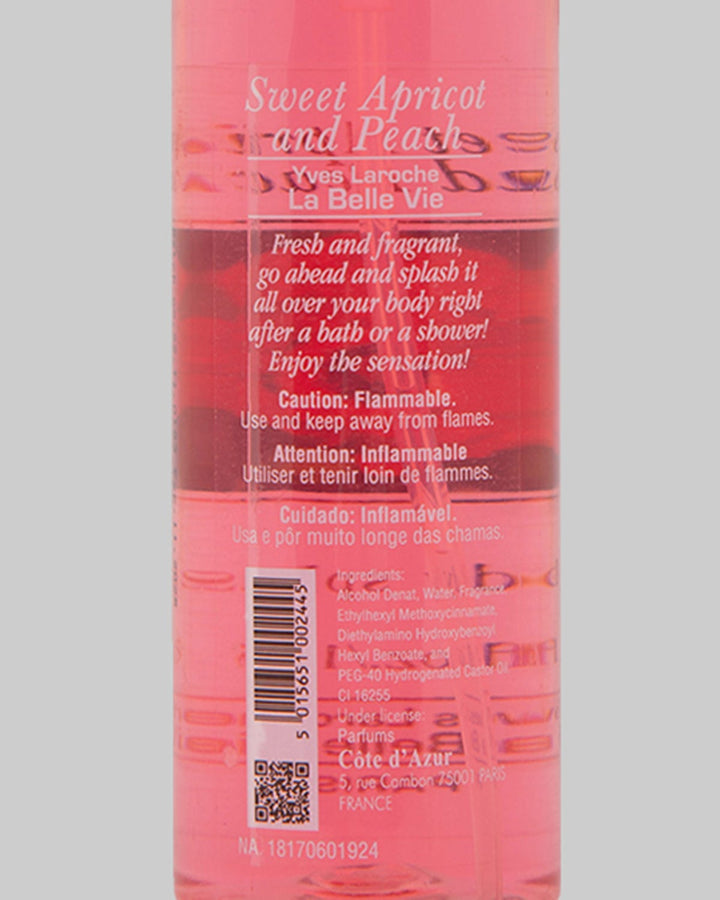 Sweet Apricot
and Peach
Yves Laroche
La Belle Vie
Fresh and fragrant,
go ahead and splash it
all over your body right
after a bath or a shower!
Enjoy the sensation!
Caution: Flammable.
Use and keep away from flames.
Attention: Inflammable
Utiliser et tenir loin de flammes.
Cuidado: Inflamável.
Usa e pôr muito longe das chamas.
Ingredients:
Alcohol Denat, Water, Fragrance,
Ethylhexyl Methoxycinnamate,
Diethylamino Hydroxybenzoyl
Hexyl Benzoate, and
PEG-40 Hydrogenated Castor Oil
CI 16255
Under license:
Parfums
Côte d'Azur
5, rue Cambon 75001 PARIS
FRANCE
5 015651 002445
NA. 18170601924